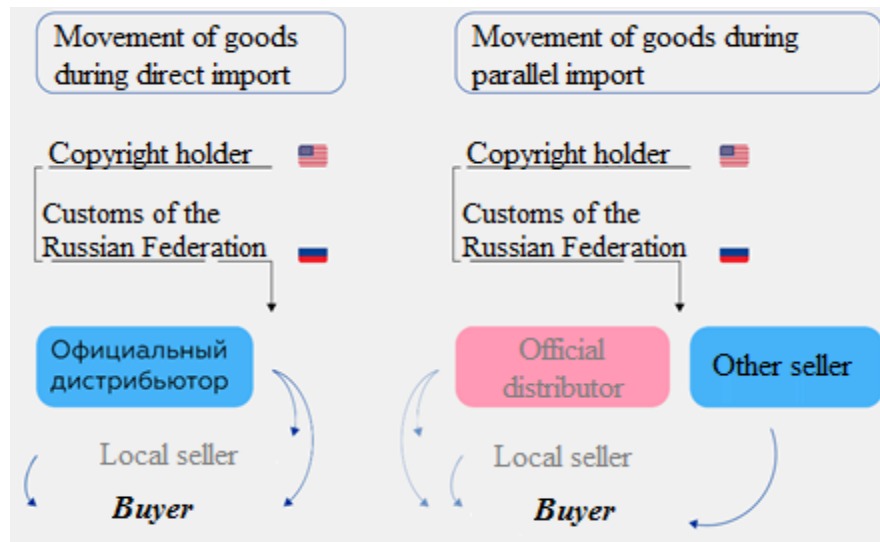 Movement of goods
during direct import
Copyright holder
Customs of the
Russian Federation
Официальный
дистрибьютор
Local seller
Buyer
Movement of goods during
parallel import
Copyright holder
Customs of the
Russian Federation
Official
distributor
Other seller
Local seller
Buyer